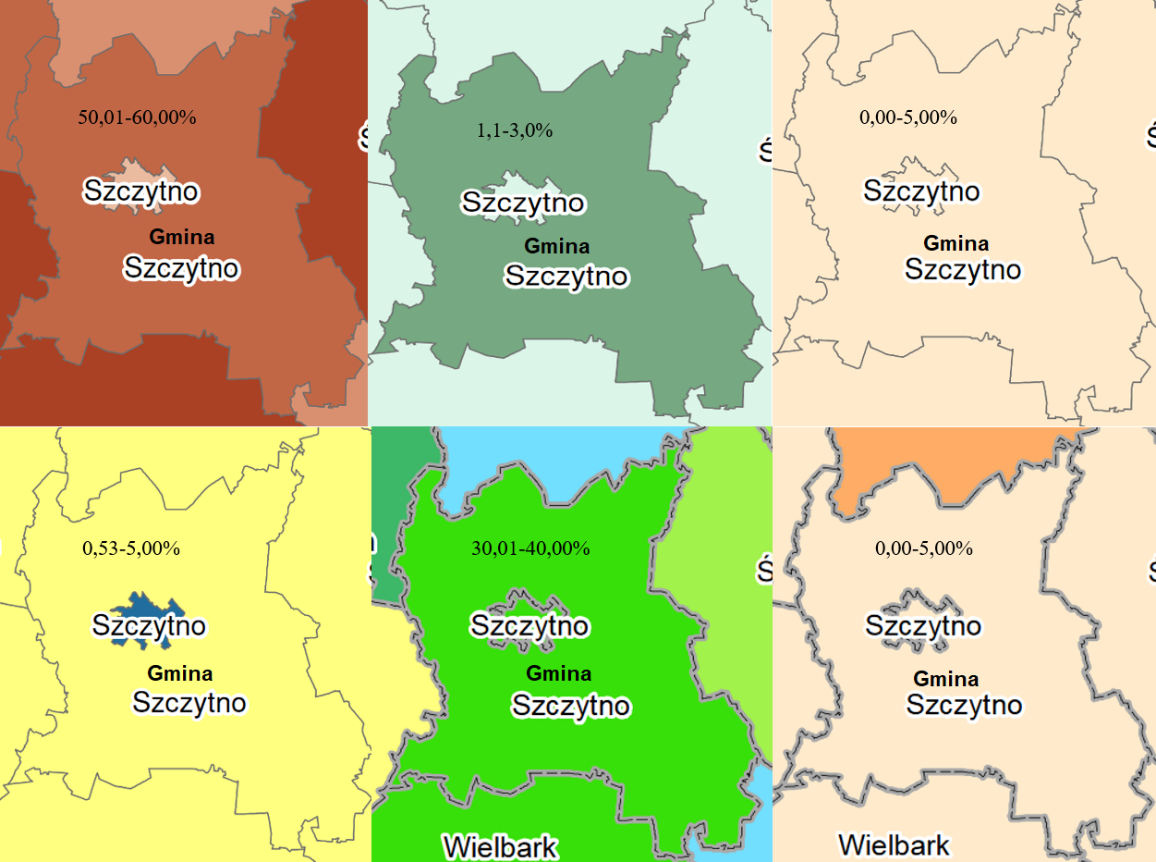 50,01-60,00%
Szczytno
Gmina
Szczytno
Ś
1,1-3,0%
Szczytno
Gmina
Szczytno
Ś
0,00-5,00%
Szczytno
Gmina
Szczytno
Ś
0,53-5,00%
Szczytno
Gmina
Szczytno
30,01-40,00%
Szczytno
Gmina
Szczytno
Ś
Wielbark
0,00-5,00%
Szczytno
Gmina
Szczytno
Ś
Wielbark